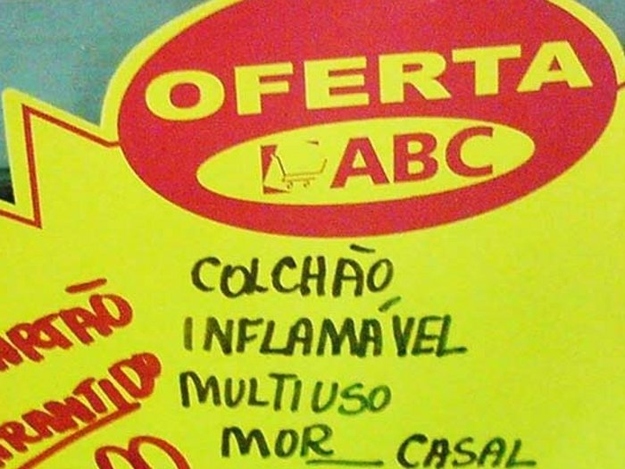 OFERTA
ABC
COLCHÃO
INFLAMÁVEL
MULTIUSO
MOR CASAL